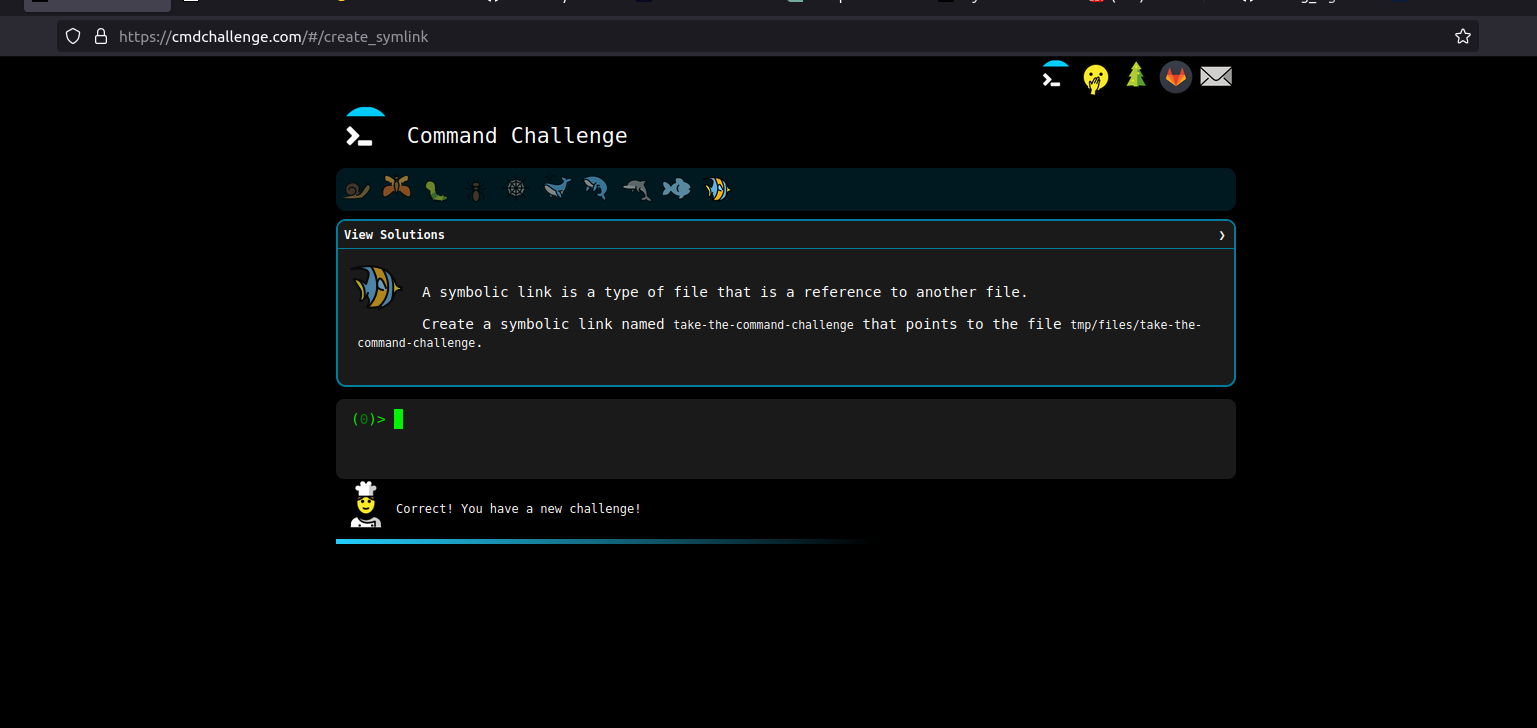 https://cmdchallenge.com/#/create_symlink
Command Challenge
View Solutions ❯
A symbolic link is a type of file that is a reference to another file.
Create a symbolic link named take-the-command-challenge that points to the file tmp/files/take-the-
command-challenge.
(0)>
Correct! You have a new challenge!